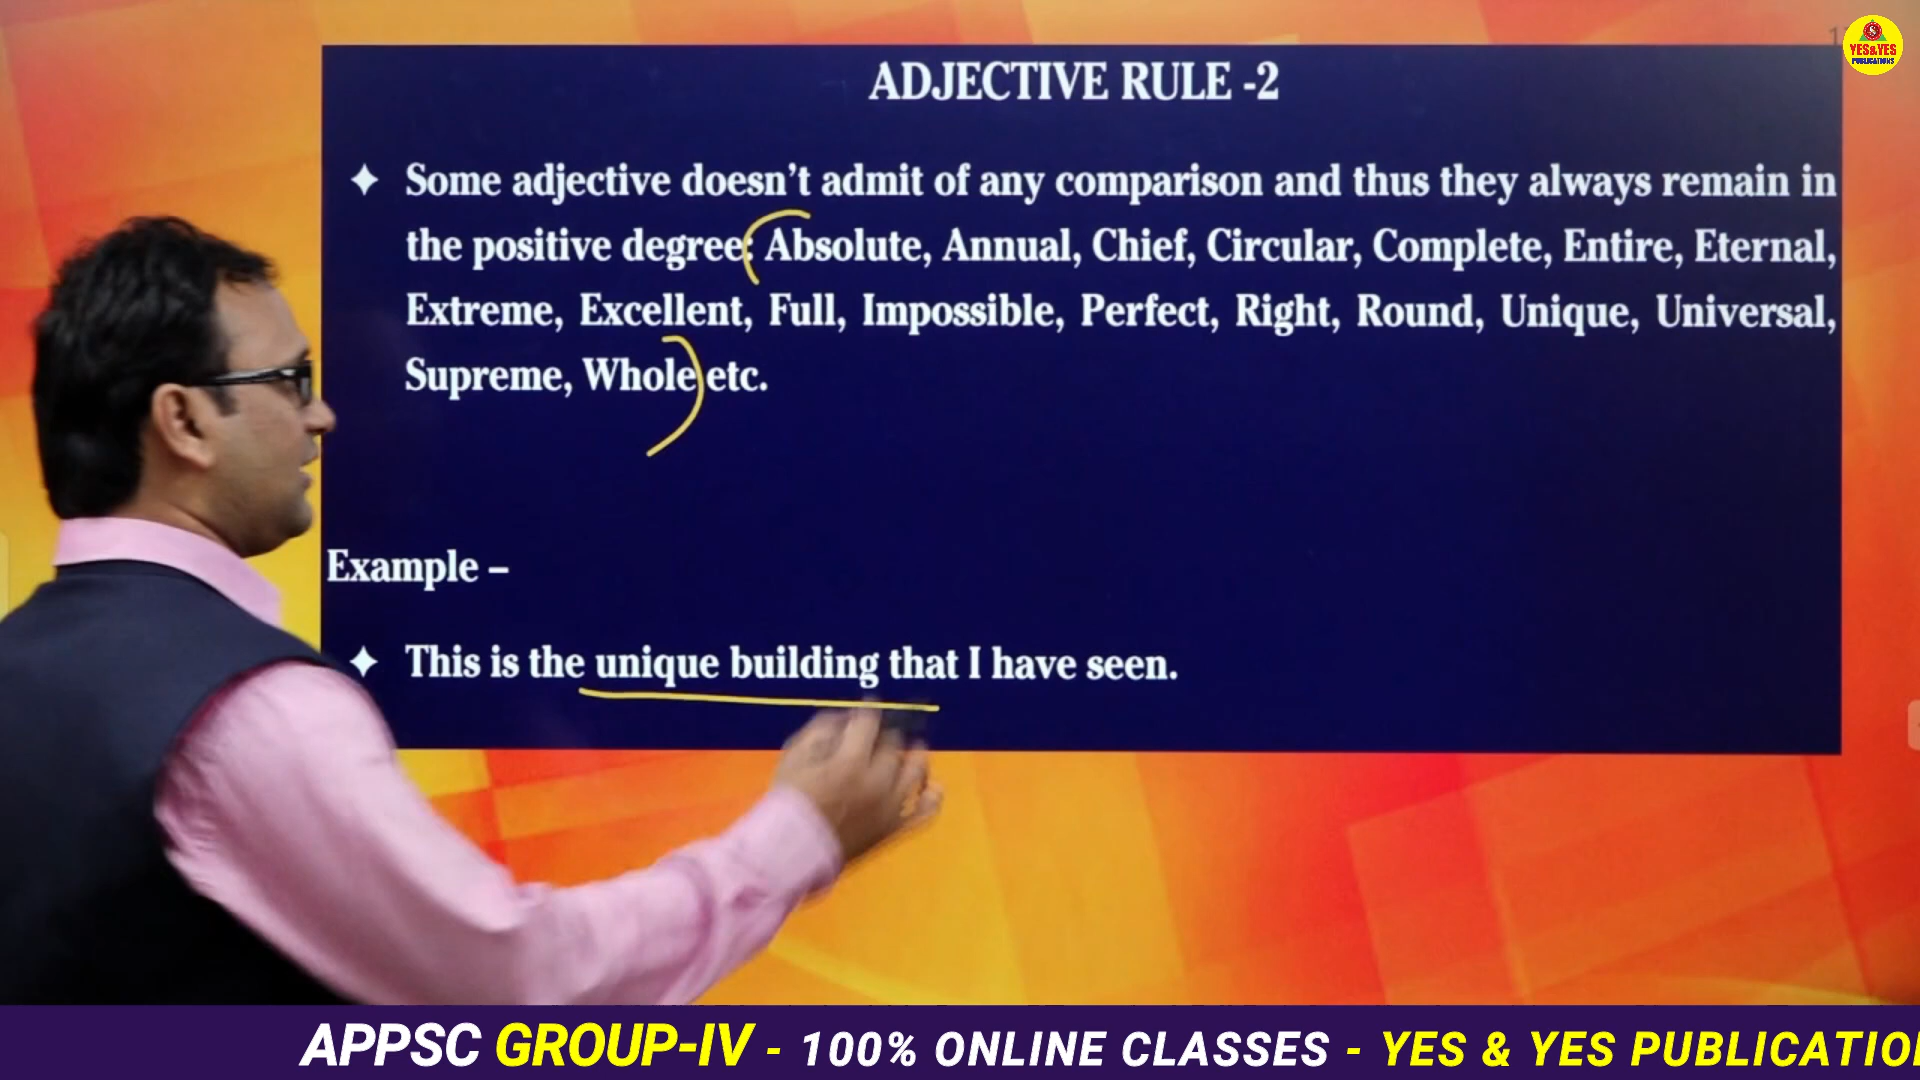 1
YES&YES
PUBLICATIONS
ADJECTIVE RULE -2
✦ Some adjective doesn't admit of any comparison and thus they always remain in
the positive degree: Absolute, Annual, Chief, Circular, Complete, Entire, Eternal,
Extreme, Excellent, Full, Impossible, Perfect, Right, Round, Unique, Universal,
Supreme, Whole etc.
Example –
✦ This is the unique building that I have seen.
APPSC GROUP-IV - 100% ONLINE CLASSES - YES & YES PUBLICATIO